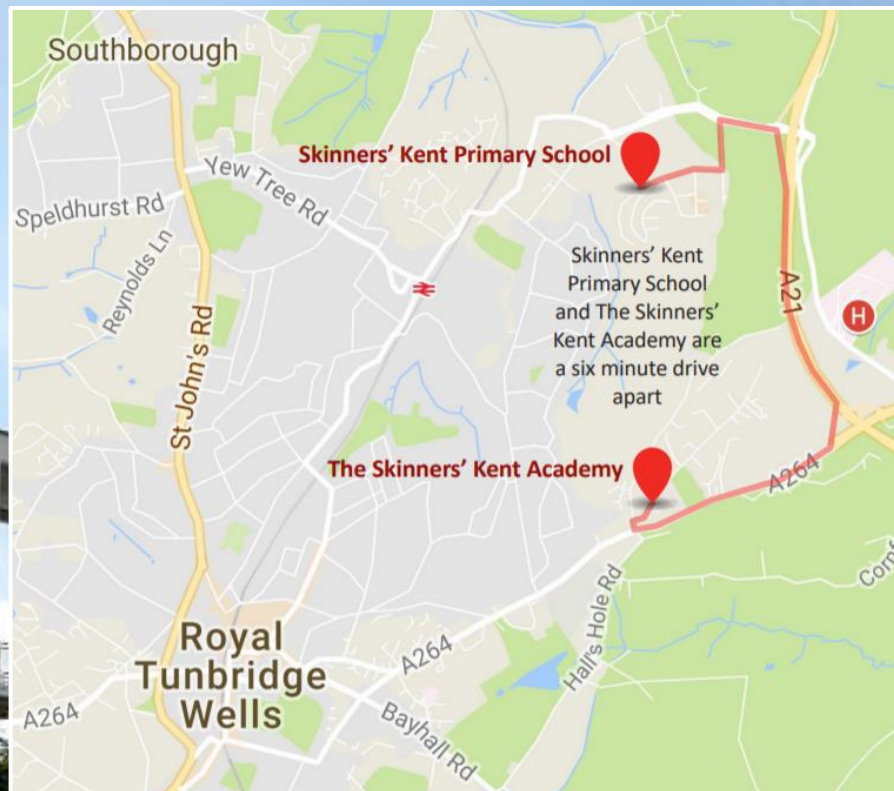 Southborough
Skinners' Kent Primary School
Yew Tree Rd
Speldhurst Rd
Reynolds Ln
St John's Rd
Skinners' Kent
Primary School
and The Skinners'
Kent Academy are
a six minute drive
apart
A21
H
The Skinners' Kent Academy
A264
Hall's Hole Rd
Royal
Tunbridge
Wells
A264
A264
Bayhall Rd